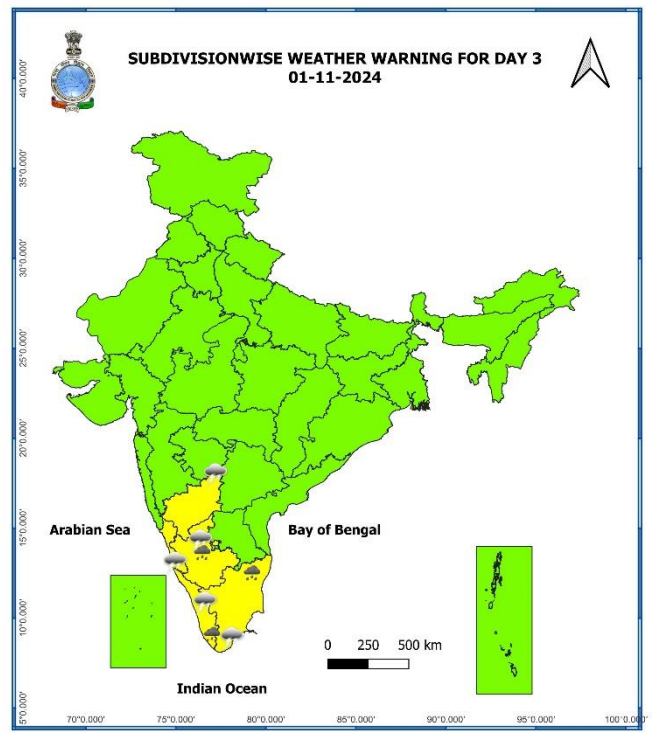 SUBDIVISIONWISE WEATHER WARNING FOR DAY 3
01-11-2024
40°0.000'
35°0.000'
30°0.000'
25°0.000'
20°0.000'
15°0.000'
10°0.000'
5°0.000'
Arabian Sea
Bay of Bengal
0 250 500 km
Indian Ocean
70°0.000' 75°0.000' 80°0.000' 85°0.000' 90°0.000' 95°0.000' 100°0.000'